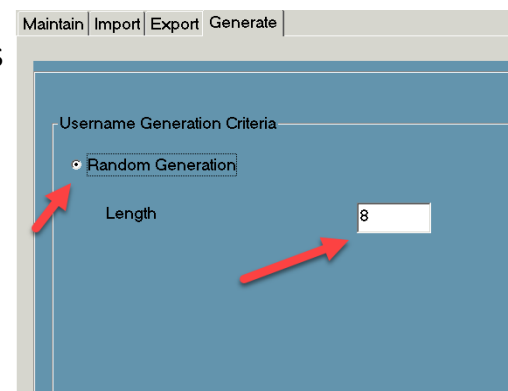 Maintain Import Export Generate
s
Username Generation Criteria
Random Generation
Length 8